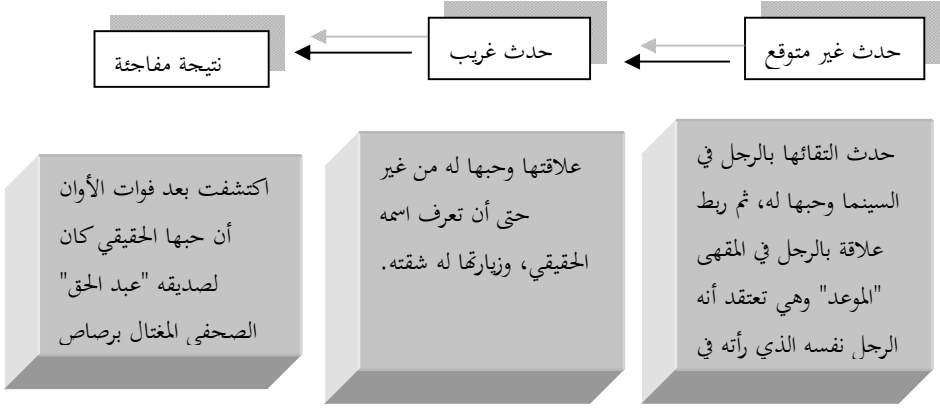 حدث غير متوقع
حدث غريب
نتيجة مفاجئة
حدث التقائها بالرجل في
السينما وحبها له، ثم ربط
علاقة بالرجل في المقهى
"الموعد" وهي تعتقد أنه
الرجل نفسه الذي رأته في
علاقتها وحبها له من غير
حتى أن تعرف اسمه
الحقيقي، وزيارتها له شقته.
اكتشفت بعد فوات الأوان
أن حبها الحقيقي كان
لصديقه "عبد الحق"
الصحفي المغتال برصاص